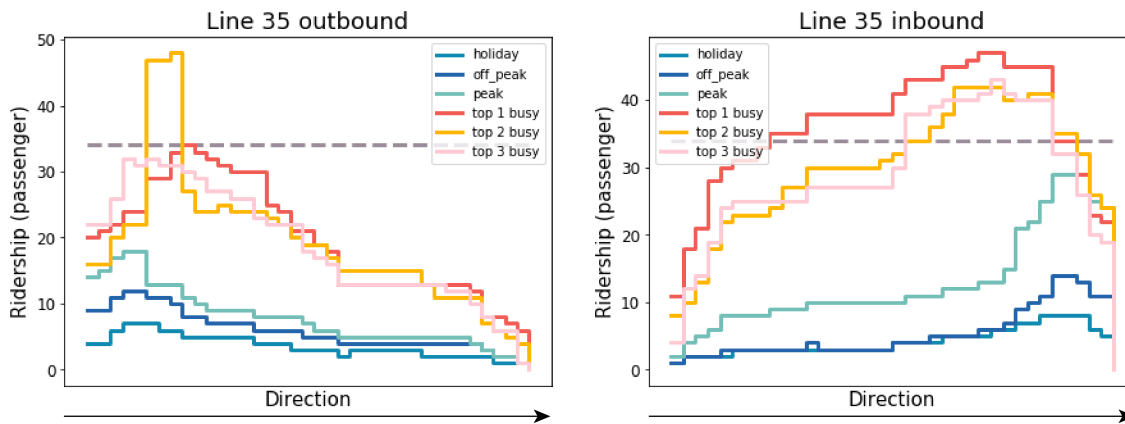 Line 35 outbound
Ridership (passenger)
50
40
30
20
10
0
holiday
off_peak
peak
top 1 busy
top 2 busy
top 3 busy
Direction
Line 35 inbound
Ridership (passenger)
40
30
20
10
0
holiday
off_peak
peak
top 1 busy
top 2 busy
top 3 busy
Direction